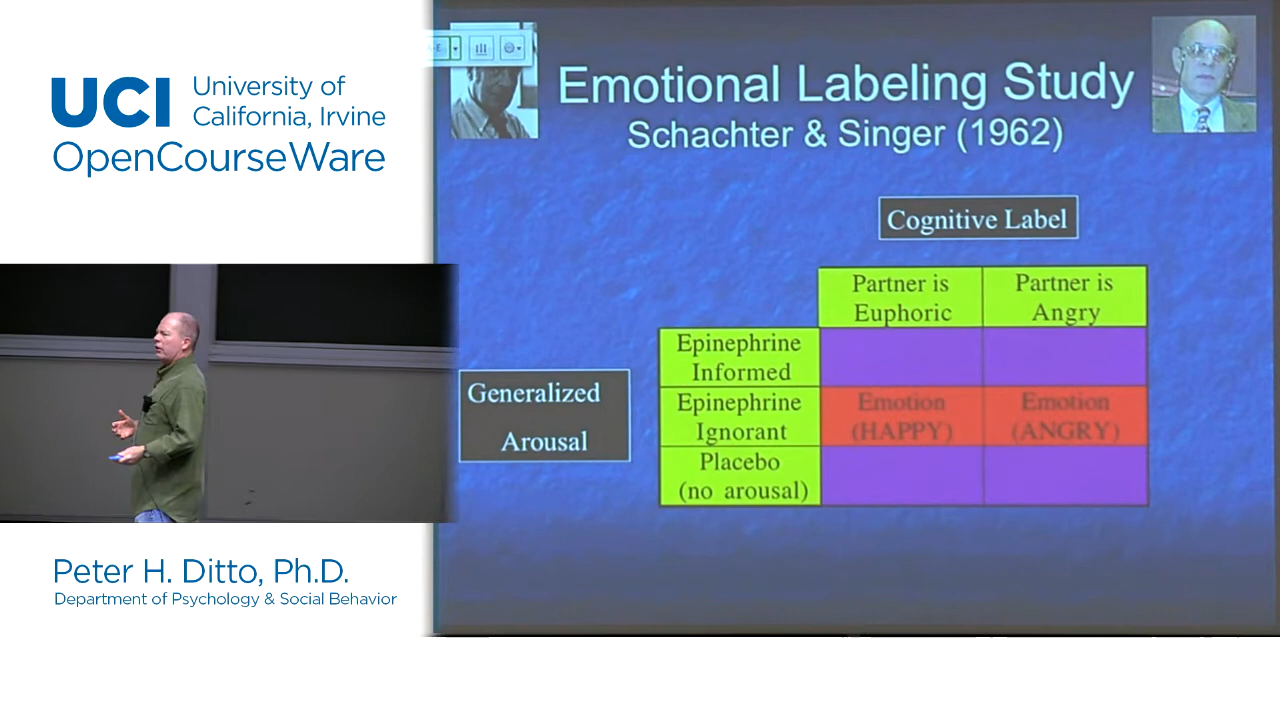 UCI University of
California, Irvine
OpenCourseWare
Emotional Labeling Study
Schachter & Singer (1962)
Cognitive Label
Partner is
Euphoric
Partner is
Angry
Generalized
Arousal
Epinephrine
Informed
Epinephrine
Ignorant
Emotion
(HAPPY)
Emotion
(ANGRY)
Placebo
(no arousal)
Peter H. Ditto, Ph.D.
Department of Psychology & Social Behavior